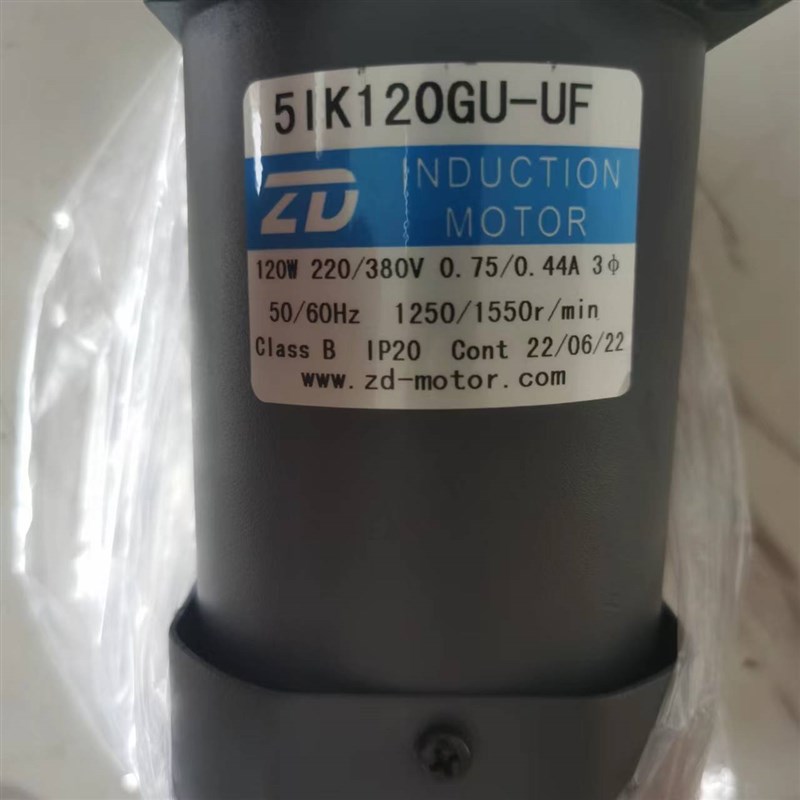 5IK120GU-UF
ZD INDUCTION
MOTOR
120W 220/380V 0.75/0.44A 3φ
50/60Hz 1250/1550r/min
Class B IP20 Cont 22/06/22
www.zd-motor.com